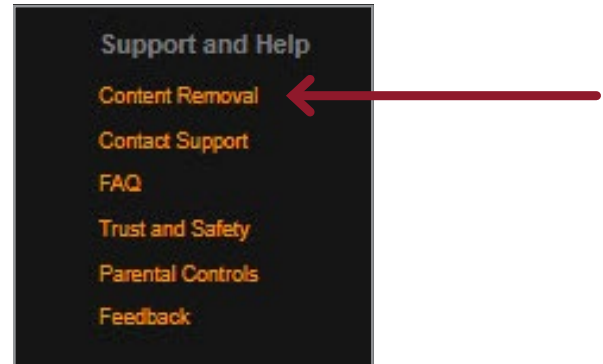 Support and Help
Content Removal
Contact Support
FAQ
Trust and Safety
Parental Controls
Feedback